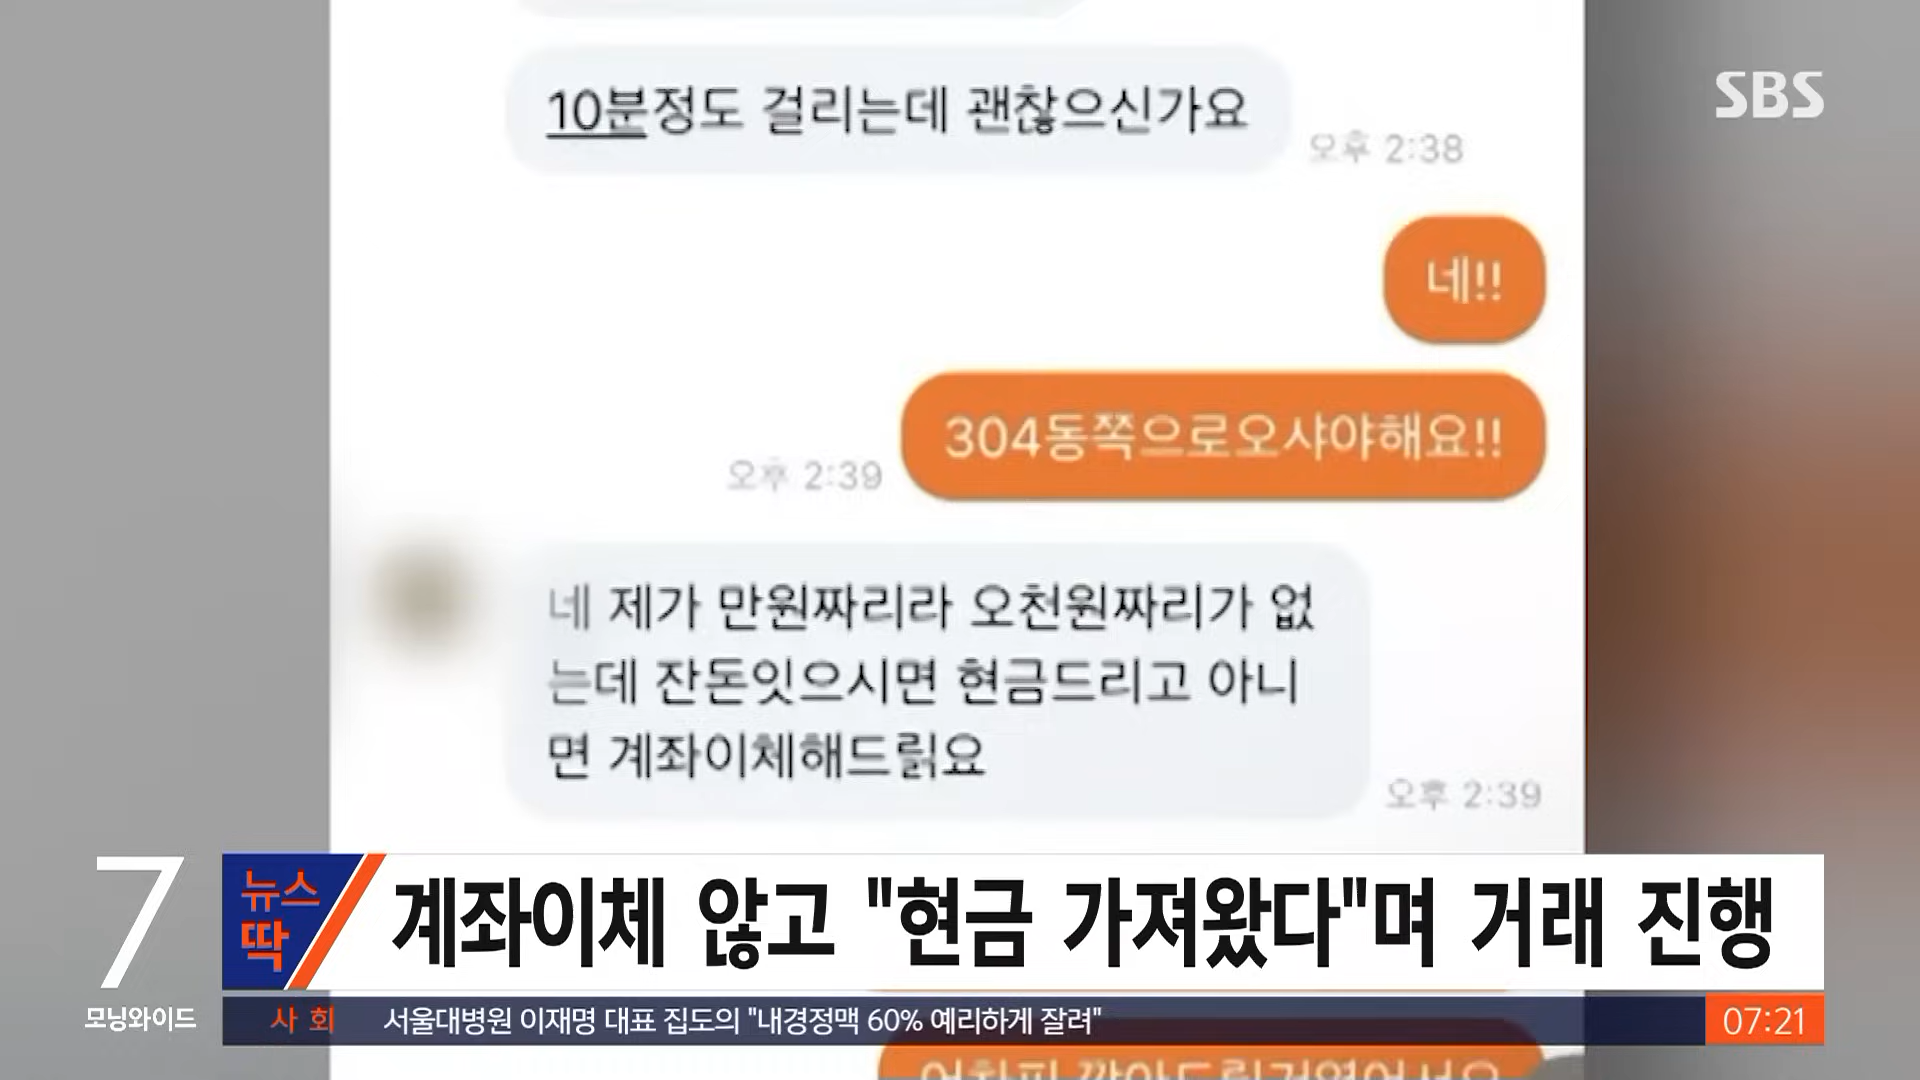 10분정도 걸리는데 괜찮으신가요
오후 2:38
SBS
네!!
304동쪽으로오샤야해요!!
오후 2:39
네 제가 만원짜리라 오천원짜리가 없
는데 잔돈잇으시면 현금드리고 아니
면 계좌이체해드릶요
오후 2:39
7
모닝와이드
뉴스
딱
계좌이체 않고 "현금 가져왔다"며 거래 진행
사회
서울대병원 이재명 대표 집도의 "내경정맥 60% 예리하게 잘려"
07:21